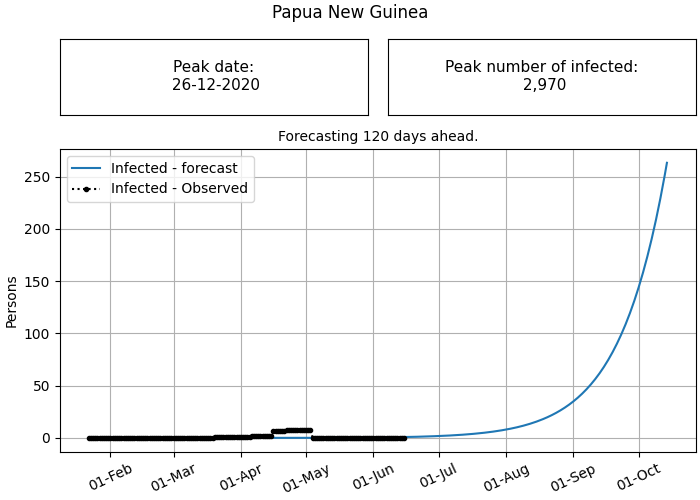 Papua New Guinea
Peak date:
26-12-2020
Peak number of infected:
2,970
Forecasting 120 days ahead.
Infected - forecast
Infected - Observed
Persons
250
200
150
100
50
0
01-Feb
01-Mar
01-Apr
01-May
01-Jun
01-Jul
01-Aug
01-Sep
01-Oct